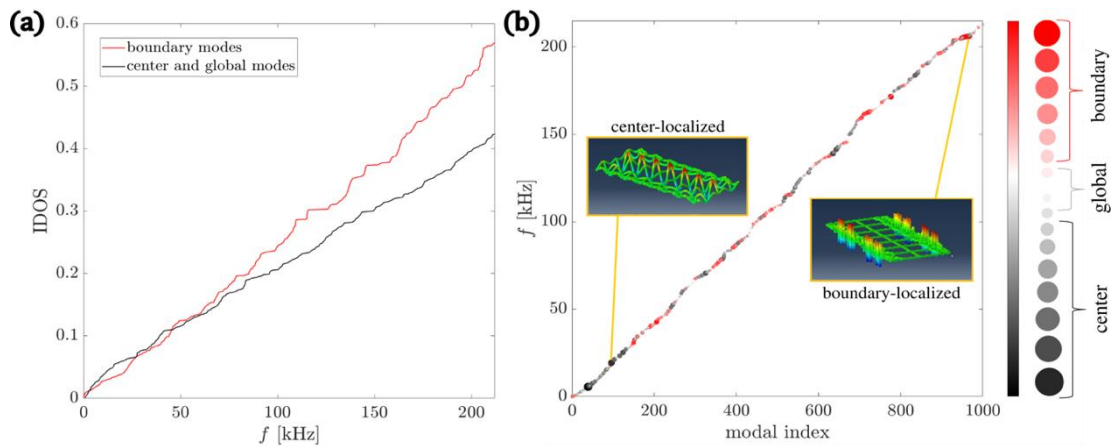 (a)
0.6
0.5
0.4
0.3
0.2
0.1
0
IDOS
boundary modes
center and global modes
0
50
100
150
200
f [kHz]
(b)
200
150
100
50
0
f [kHz]
center-localized
boundary-localized
0
200
400
600
800
1000
modal index
boundary
global
center